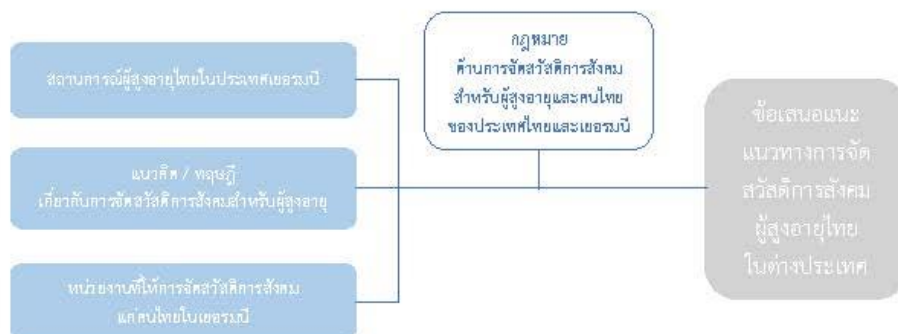 สถานการณ์ผู้สูงอายุไทยในประเทศเยอรมนี
แนวคิด / ทฤษฎี
เกี่ยวกับการจัดสวัสดิการสังคมสำหรับผู้สูงอายุ
หน่วยงานที่ให้การจัดสวัสดิการสังคม
แก่คนไทยในเยอรมนี
กฎหมาย
ด้านการจัดสวัสดิการสังคม
สำหรับผู้สูงอายุและคนไทย
ของประเทศไทยและเยอรมนี
ข้อเสนอแนะ
แนวทางการจัด
สวัสดิการสังคม
ผู้สูงอายุไทย
ในต่างประเทศ